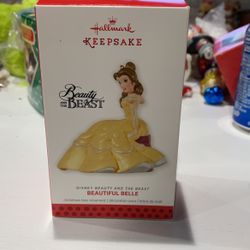 Hallmark
KEEPSAKE
Beauty
AND THE
BEAST
DISNEY BEAUTY AND THE BEAST
BEAUTIFUL BELLE